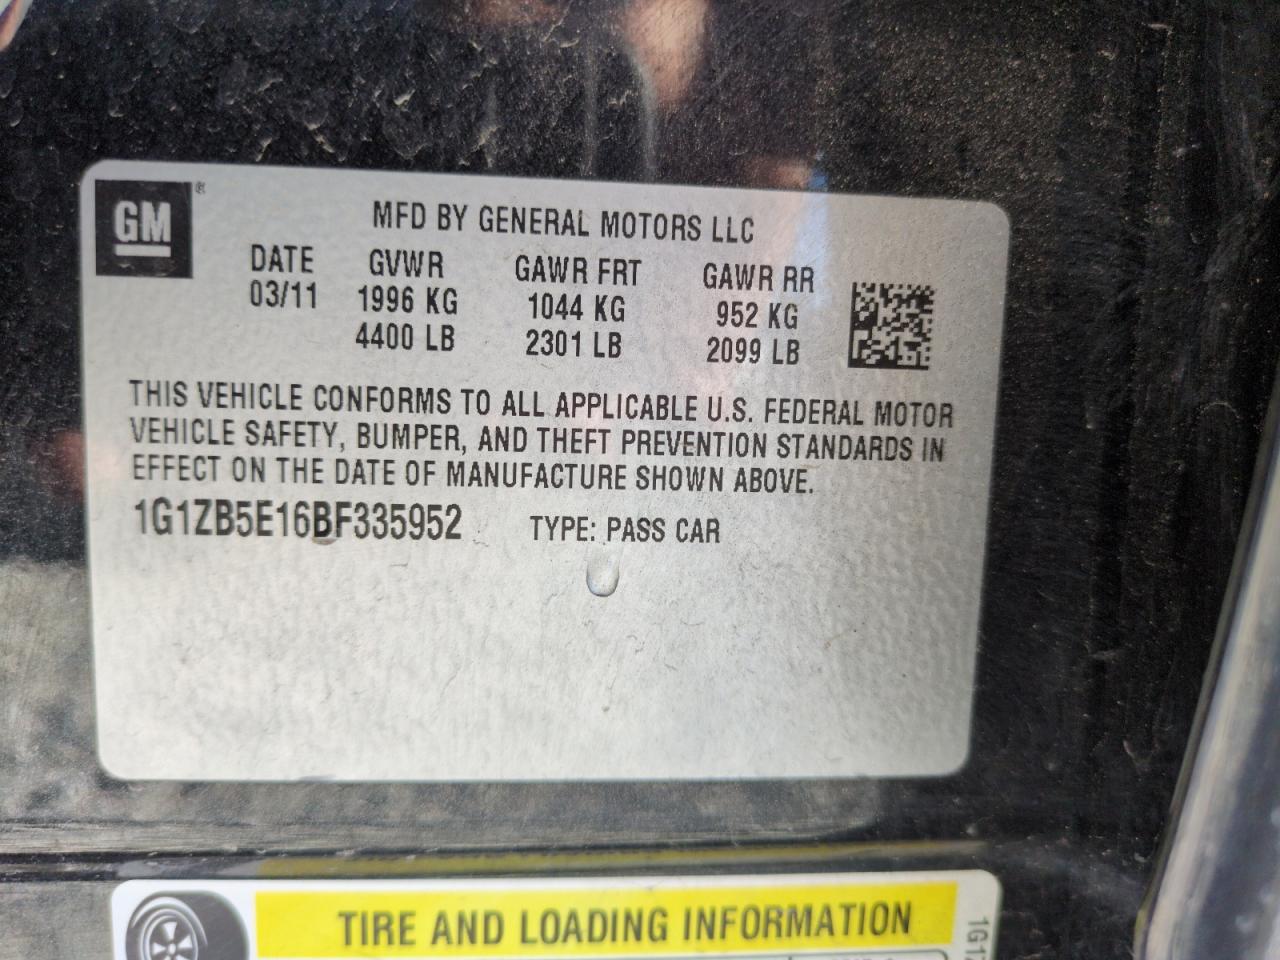 GM®
MFD BY GENERAL MOTORS LLC
DATE GVWR GAWR FRT GAWR RR
03/11 1996 KG 1044 KG 952 KG
4400 LB 2301 LB 2099 LB
THIS VEHICLE CONFORMS TO ALL APPLICABLE U.S. FEDERAL MOTOR
VEHICLE SAFETY, BUMPER, AND THEFT PREVENTION STANDARDS IN
EFFECT ON THE DATE OF MANUFACTURE SHOWN ABOVE.
1G1ZB5E16BF335952 TYPE: PASS CAR
TIRE AND LOADING INFORMATION